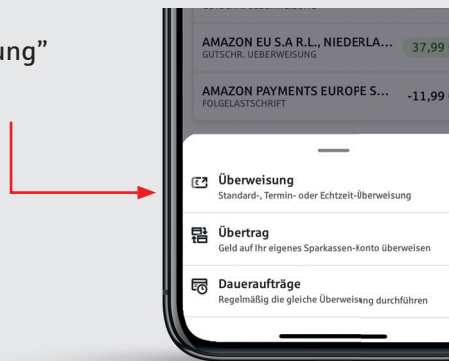 ung”
AMAZON EU S.A R.L., NIEDERLA... 37,99
GUTSCHR. UEBERWEISUNG
AMAZON PAYMENTS EUROPE S... -11,99
FOLGELASTSCHRIFT
Überweisung
Standard-, Termin- oder Echtzeit-Überweisung
Übertrag
Geld auf Ihr eigenes Sparkassen-Konto überweisen
Daueraufträge
Regelmäßig die gleiche Überweisung durchführen